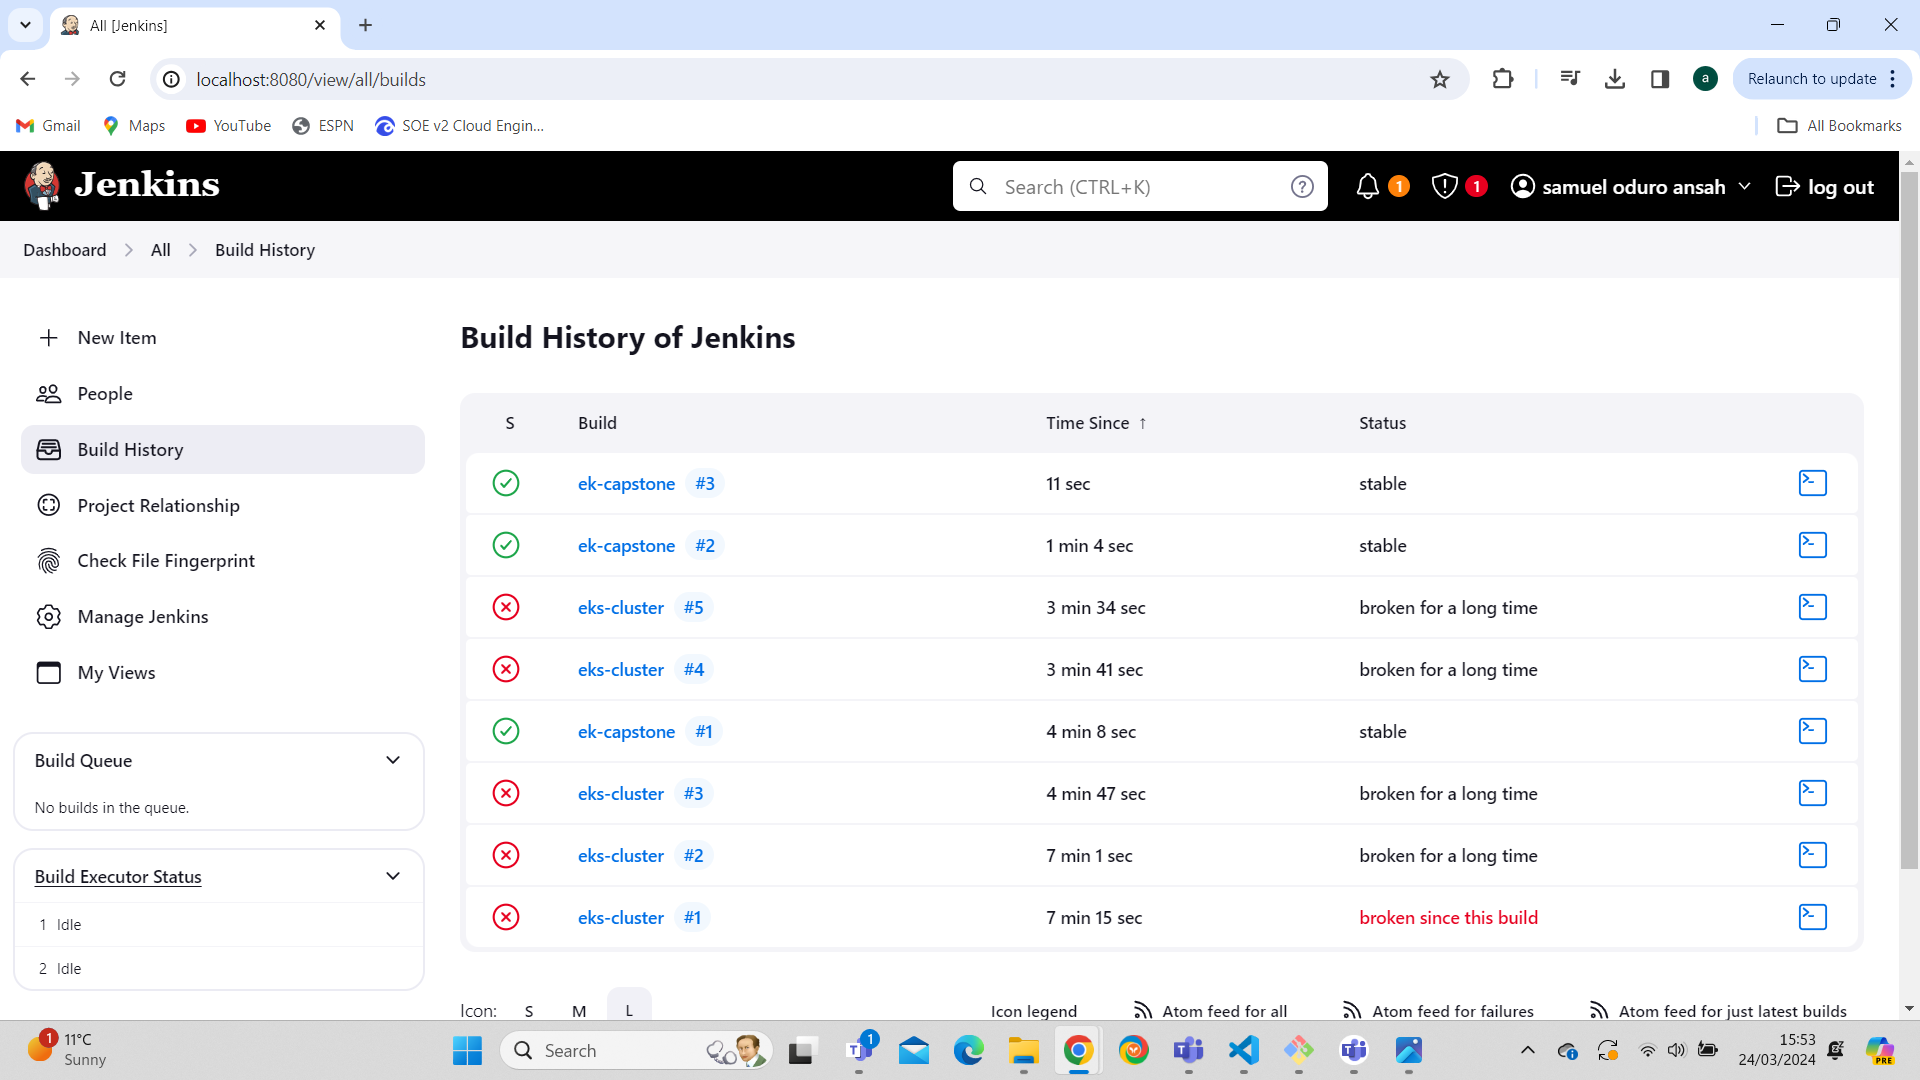 All [Jenkins]
localhost:8080/view/all/builds
a
Relaunch to update
Gmail
Maps
YouTube
ESPN
SOE v2 Cloud Engin...
All Bookmarks
Jenkins
Search (CTRL+K)
1
1
samuel oduro ansah
log out
Dashboard
All
Build History
New Item
People
Build History
Project Relationship
Check File Fingerprint
Manage Jenkins
My Views
Build Queue
No builds in the queue.
Build Executor Status
1 Idle
2 Idle
Build History of Jenkins
S Build Time Since ↑ Status
ek-capstone #3 11 sec stable
ek-capstone #2 1 min 4 sec stable
eks-cluster #5 3 min 34 sec broken for a long time
eks-cluster #4 3 min 41 sec broken for a long time
ek-capstone #1 4 min 8 sec stable
eks-cluster #3 4 min 47 sec broken for a long time
eks-cluster #2 7 min 1 sec broken for a long time
eks-cluster #1 7 min 15 sec broken since this build
Icon: S M L
Icon legend
Atom feed for all
Atom feed for failures
Atom feed for just latest builds
1
11°C
Sunny
Search
1
15:53
24/03/2024
PRE